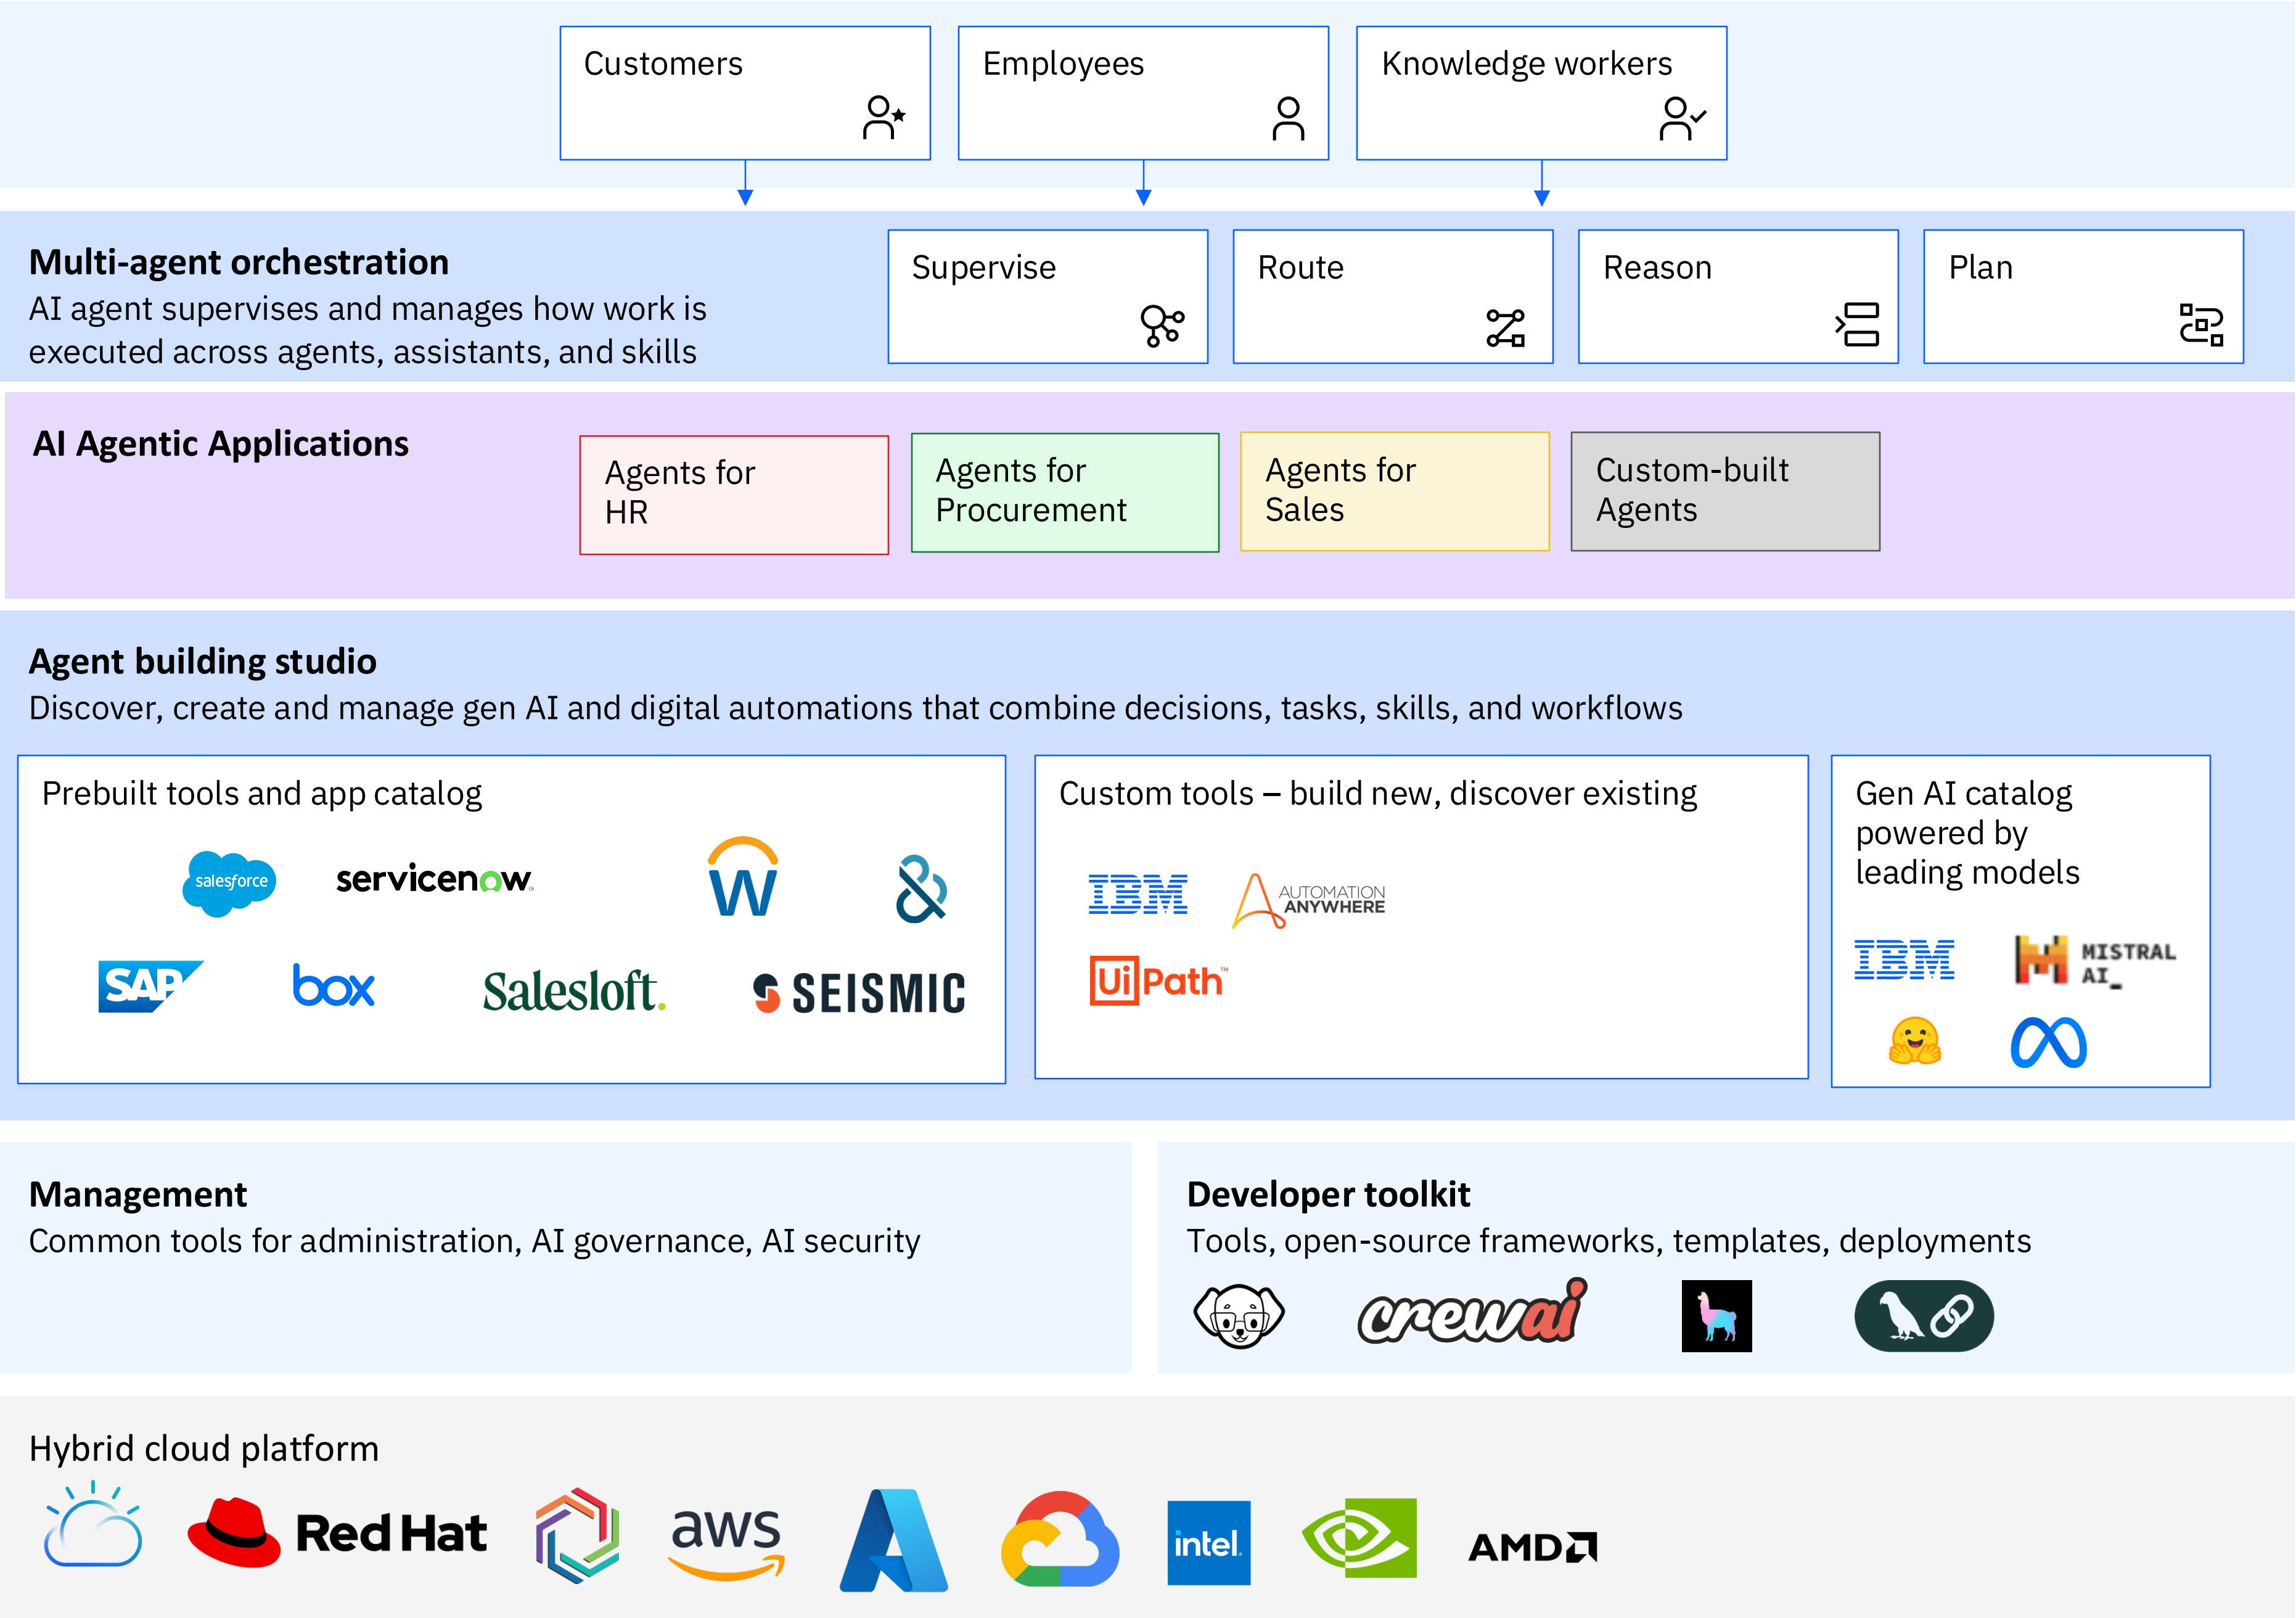 Customers
Employees
Knowledge workers
Multi-agent orchestration
AI agent supervises and manages how work is
executed across agents, assistants, and skills
Supervise
Route
Reason
Plan
AI Agentic Applications
Agents for
HR
Agents for
Procurement
Agents for
Sales
Custom-built
Agents
Agent building studio
Discover, create and manage gen AI and digital automations that combine decisions, tasks, skills, and workflows
Prebuilt tools and app catalog
salesforce
servicenow
W
&
SAP
box
Salesloft.
SEISMIC
Custom tools – build new, discover existing
IBM
AUTOMATION
ANYWHERE
UiPath™
Gen AI catalog
powered by
leading models
IBM
MISTRAL
AI_
Management
Common tools for administration, AI governance, AI security
Developer toolkit
Tools, open-source frameworks, templates, deployments
crewai
Hybrid cloud platform
Red Hat
aws
intel.
AMD